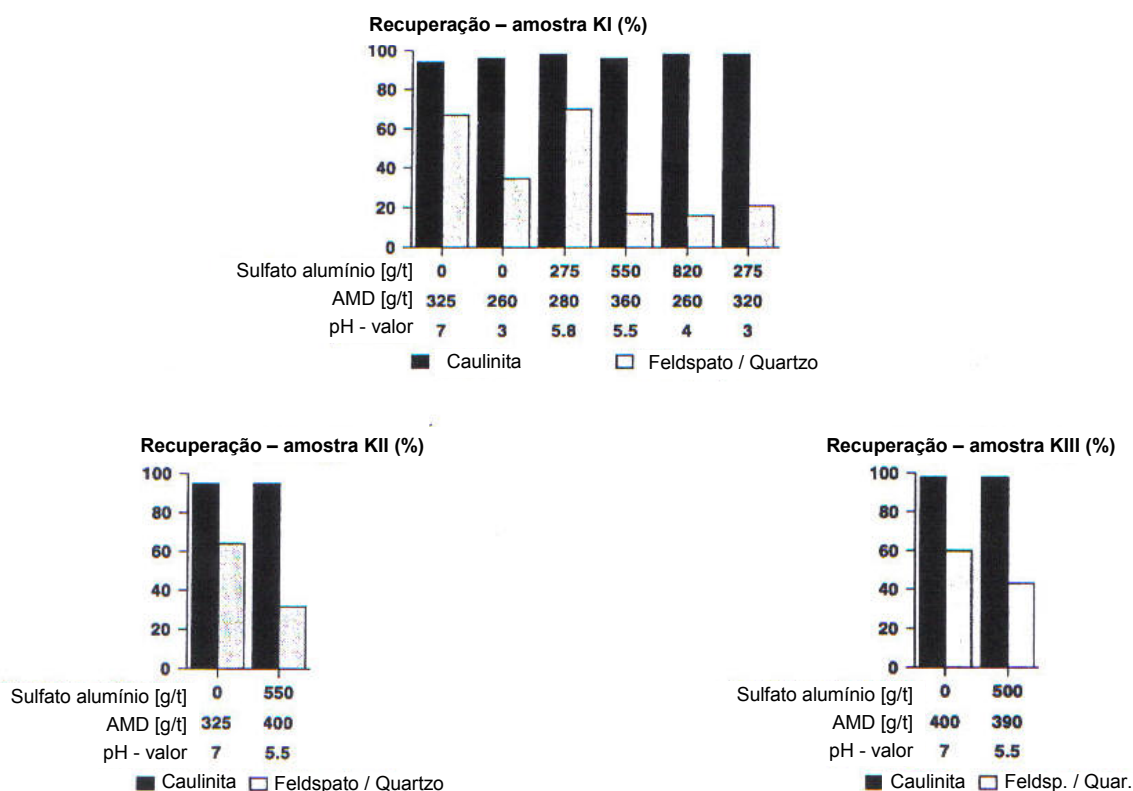 Recuperação – amostra KI (%)
100
80
60
40
20
0
Sulfato alumínio [g/t] 0 0 275 550 820 275
AMD [g/t] 325 260 280 360 260 320
pH - valor 7 3 5.8 5.5 4 3
Caulinita Feldspato / Quartzo
Recuperação – amostra KII (%)
100
80
60
40
20
0
Sulfato alumínio [g/t] 0 550
AMD [g/t] 325 400
pH - valor 7 5.5
Caulinita Feldspato / Quartzo
Recuperação – amostra KIII (%)
100
80
60
40
20
0
Sulfato alumínio [g/t] 0 500
AMD [g/t] 400 390
pH - valor 7 5.5
Caulinita Feldsp. / Quar.